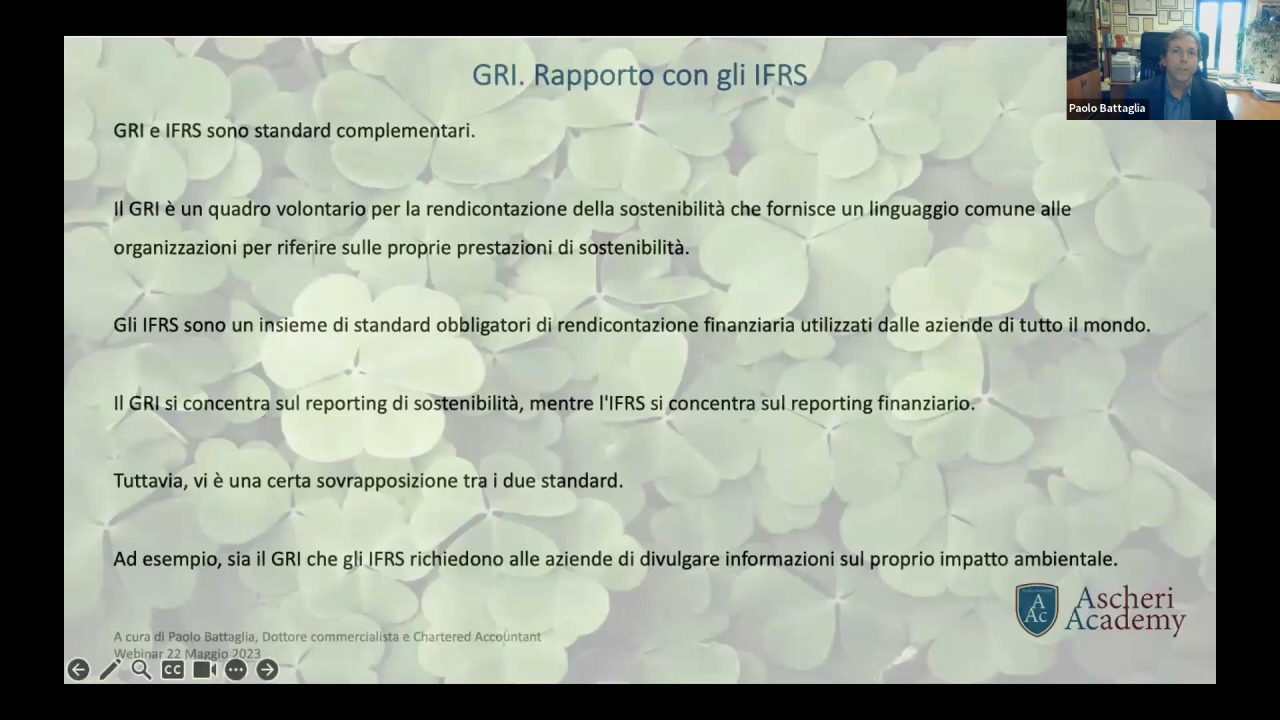 GRI. Rapporto con gli IFRS
Paolo Battaglia
GRI e IFRS sono standard complementari.
Il GRI è un quadro volontario per la rendicontazione della sostenibilità che fornisce un linguaggio comune alle
organizzazioni per riferire sulle proprie prestazioni di sostenibilità.
Gli IFRS sono un insieme di standard obbligatori di rendicontazione finanziaria utilizzati dalle aziende di tutto il mondo.
Il GRI si concentra sul reporting di sostenibilità, mentre l'IFRS si concentra sul reporting finanziario.
Tuttavia, vi è una certa sovrapposizione tra i due standard.
Ad esempio, sia il GRI che gli IFRS richiedono alle aziende di divulgare informazioni sul proprio impatto ambientale.
A
Ac
Ascheri
Academy
A cura di Paolo Battaglia, Dottore commercialista e Chartered Accountant
Webinar 22 Maggio 2023
CC